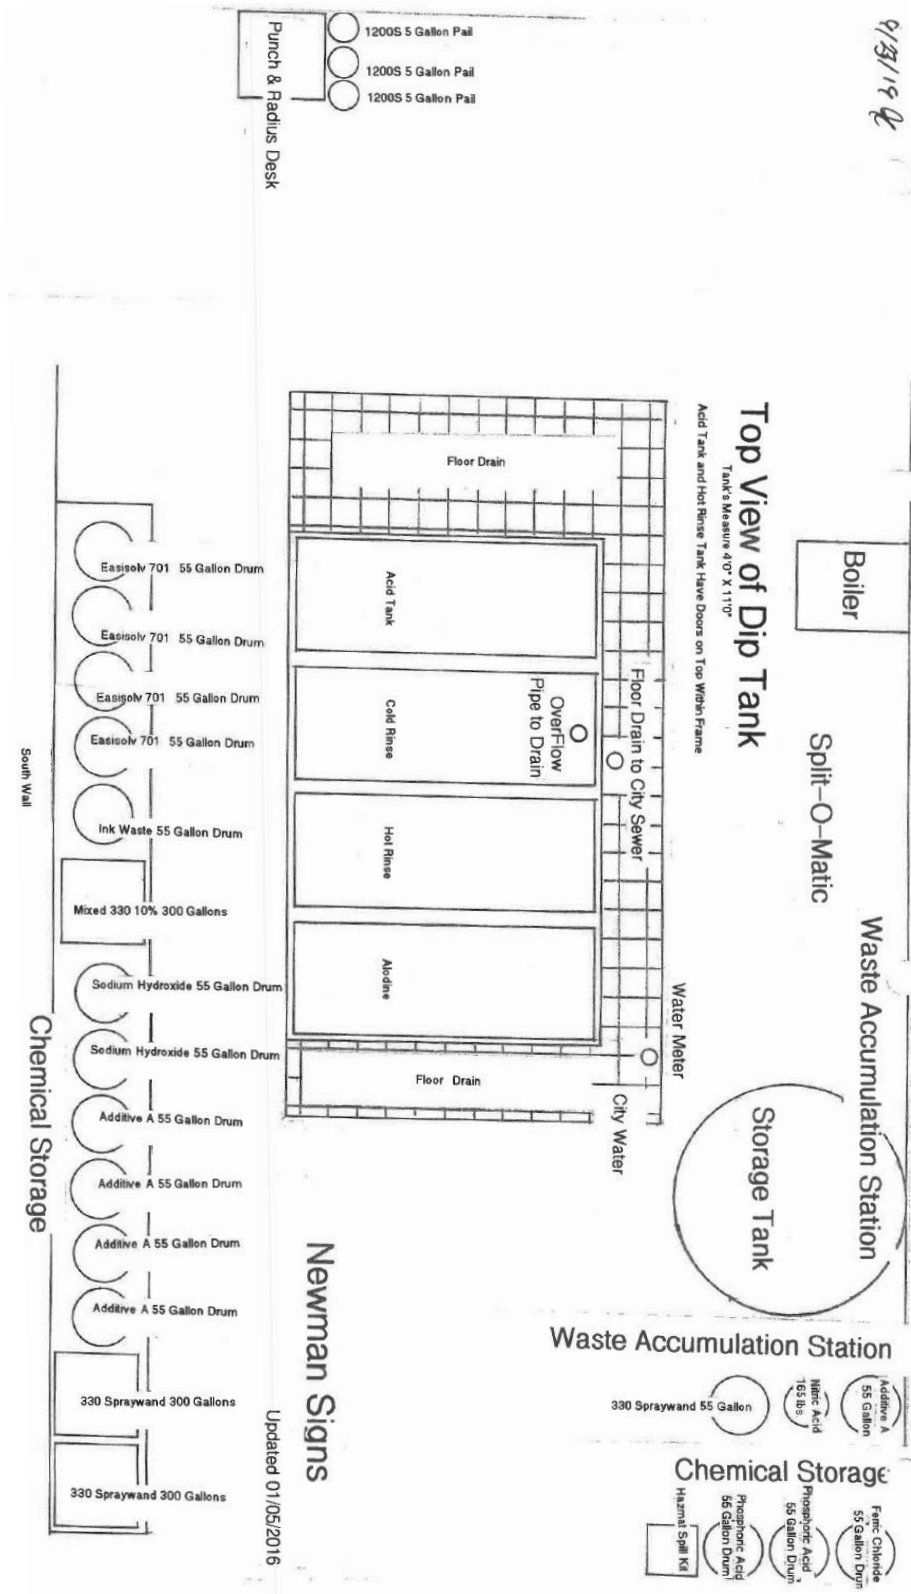 9/23/19
1200S 5 Gallon Pail
1200S 5 Gallon Pail
1200S 5 Gallon Pail
Punch & Radius Desk
Top View of Dip Tank
Tank's Measure 4'0" X 11'0"
Acid Tank and Hot Rinse Tank Have Doors on Top Within Frame
Boiler
Split-O-Matic
Waste Accumulation Station
Storage Tank
Floor Drain
Acid Tank
Cold Rinse
OverFlow
Pipe to Drain
Floor Drain to City Sewer
Hot Rinse
Alodine
Water Meter
City Water
Floor Drain
Easisolv 701 55 Gallon Drum
Easisolv 701 55 Gallon Drum
Easisolv 701 55 Gallon Drum
Easisolv 701 55 Gallon Drum
Ink Waste 55 Gallon Drum
Mixed 330 10% 300 Gallons
Sodium Hydroxide 55 Gallon Drum
Sodium Hydroxide 55 Gallon Drum
Additive A 55 Gallon Drum
Additive A 55 Gallon Drum
Additive A 55 Gallon Drum
Additive A 55 Gallon Drum
330 Spraywand 300 Gallons
330 Spraywand 300 Gallons
South Wall
Chemical Storage
Newman Signs
Updated 01/05/2016
Waste Accumulation Station
330 Spraywand 55 Gallon
Nitric Acid
165 lbs
Additive A
55 Gallon
Chemical Storage
Hazmat Spill Kit
Phosphoric Acid
55 Gallon Drum
Phosphoric Acid
55 Gallon Drum
Ferric Chloride
55 Gallon Drum